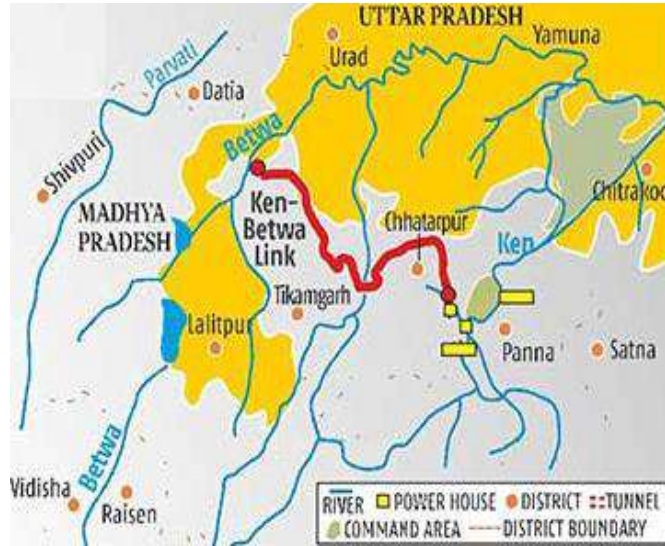 UTTAR PRADESH
Urad
Yamuna
Parvati
Datia
Betwa
Shivpuri
Chitrakoo
MADHYA
PRADESH
Ken-
Betwa
Link
Chhatarpur
Ken
Tikamgarh
Lalitpur
Panna
Satna
Betwa
Vidisha
Raisen
RIVER POWER HOUSE DISTRICT TUNNEL
COMMAND AREA DISTRICT BOUNDARY